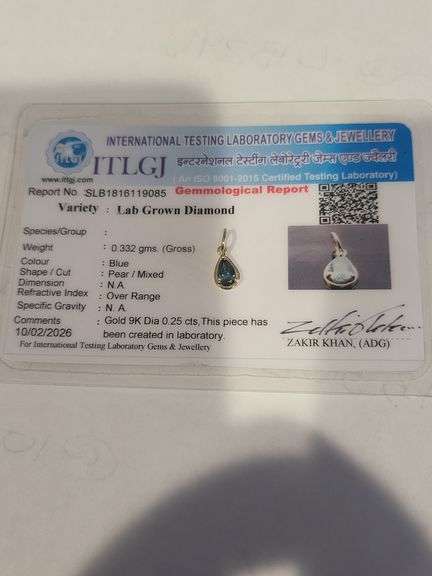 INTERNATIONAL TESTING LABORATORY GEMS & JEWELLERY
ITLGJ
इन्टरनेशनल टेस्टींग लेबोरेट्री जेम्स एण्ड ज्वैलरी
( An ISO 9001-2015 Certified Testing Laboratory)
ITLGJ
www.itlgj.com
Report No. SLB1816119085 Gemmological Report
Variety : Lab Grown Diamond
Species/Group :
Weight : 0.332 gms. (Gross)
Colour : Blue
Shape / Cut : Pear / Mixed
Dimension : N.A
Refractive Index : Over Range
Specific Gravity : N. A
Comments : Gold 9K Dia 0.25 cts,This piece has
10/02/2026 been created in laboratory.
For International Testing Laboratory Gems & Jewellery
ZAKIR KHAN, (ADG)